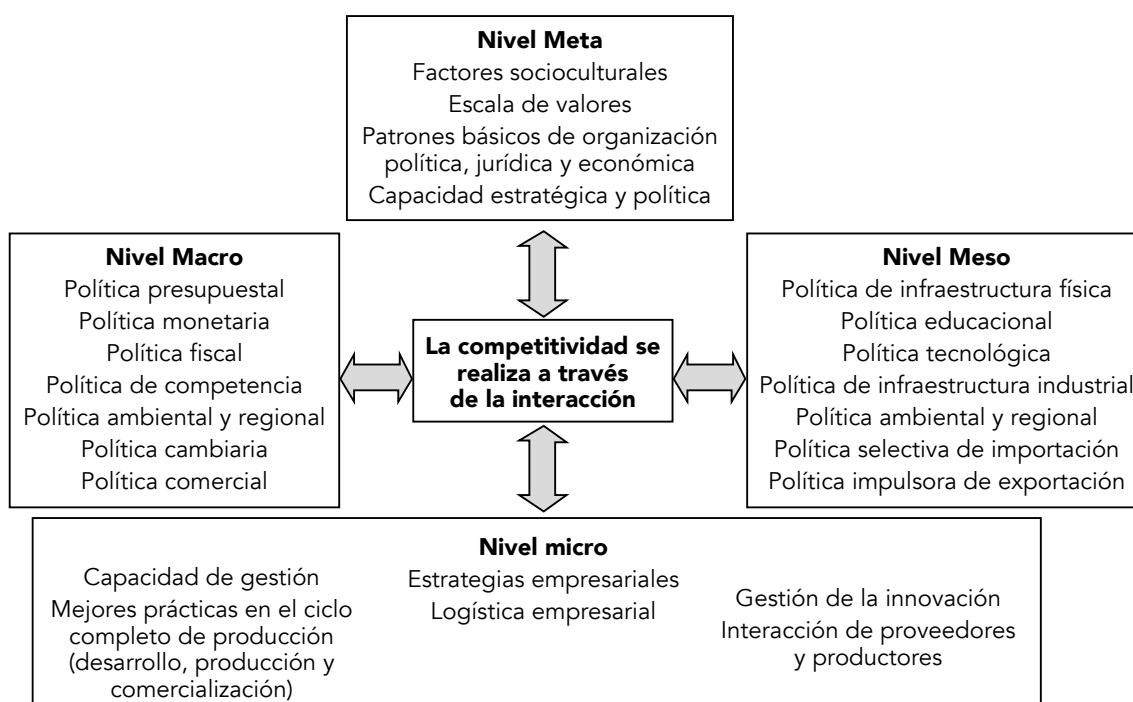 Nivel Meta
Factores socioculturales
Escala de valores
Patrones básicos de organización
política, jurídica y económica
Capacidad estratégica y política
Nivel Macro
Política presupuestal
Política monetaria
Política fiscal
Política de competencia
Política ambiental y regional
Política cambiaria
Política comercial
La competitividad se
realiza a través
de la interacción
Nivel Meso
Política de infraestructura física
Política educacional
Política tecnológica
Política de infraestructura industrial
Política ambiental y regional
Política selectiva de importación
Política impulsora de exportación
Nivel micro
Capacidad de gestión
Mejores prácticas en el ciclo
completo de producción
(desarrollo, producción y
comercialización)
Estrategias empresariales
Logística empresarial
Gestión de la innovación
Interacción de proveedores
y productores